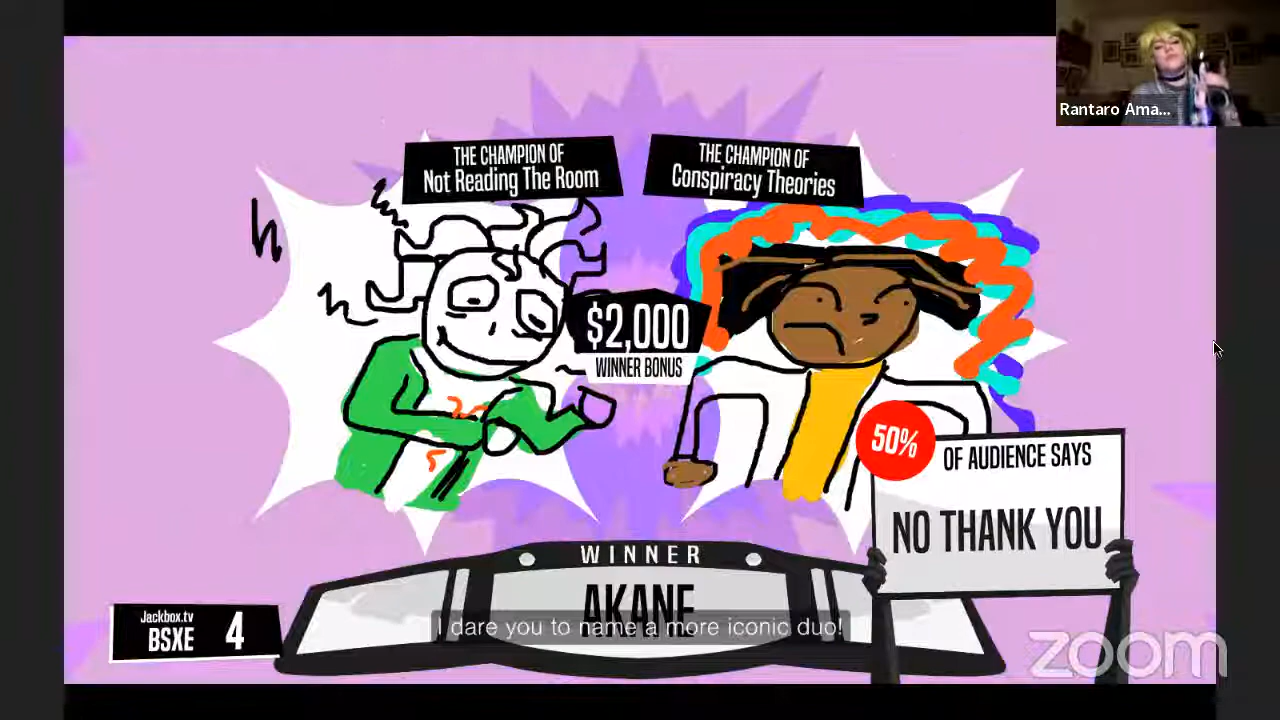 Rantaro Ama...
THE CHAMPION OF
Not Reading The Room
THE CHAMPION OF
Conspiracy Theories
$2,000
WINNER BONUS
50%
OF AUDIENCE SAYS
NO THANK YOU
WINNER
AKANE
I dare you to name a more iconic duo!
Jackbox.tv
BSXE
4
zoom